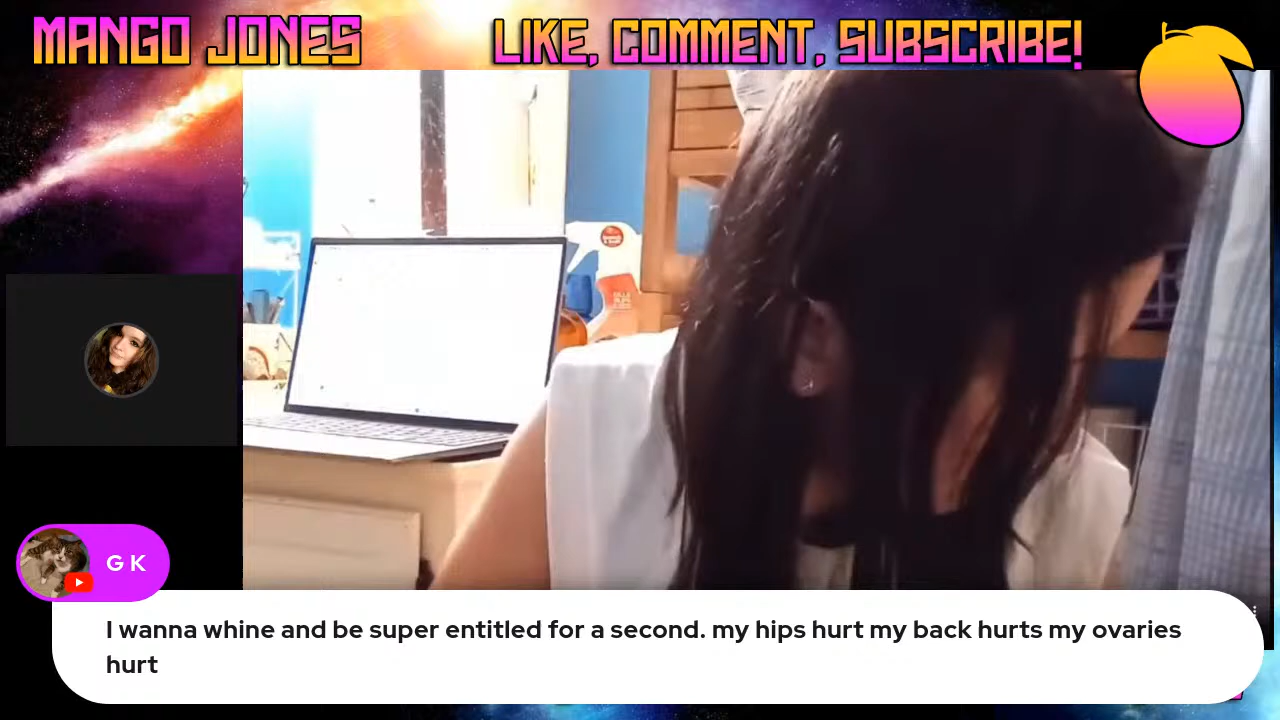 MANGO JONES
LIKE, COMMENT, SUBSCRIBE!
G K
I wanna whine and be super entitled for a second. my hips hurt my back hurts my ovaries
hurt